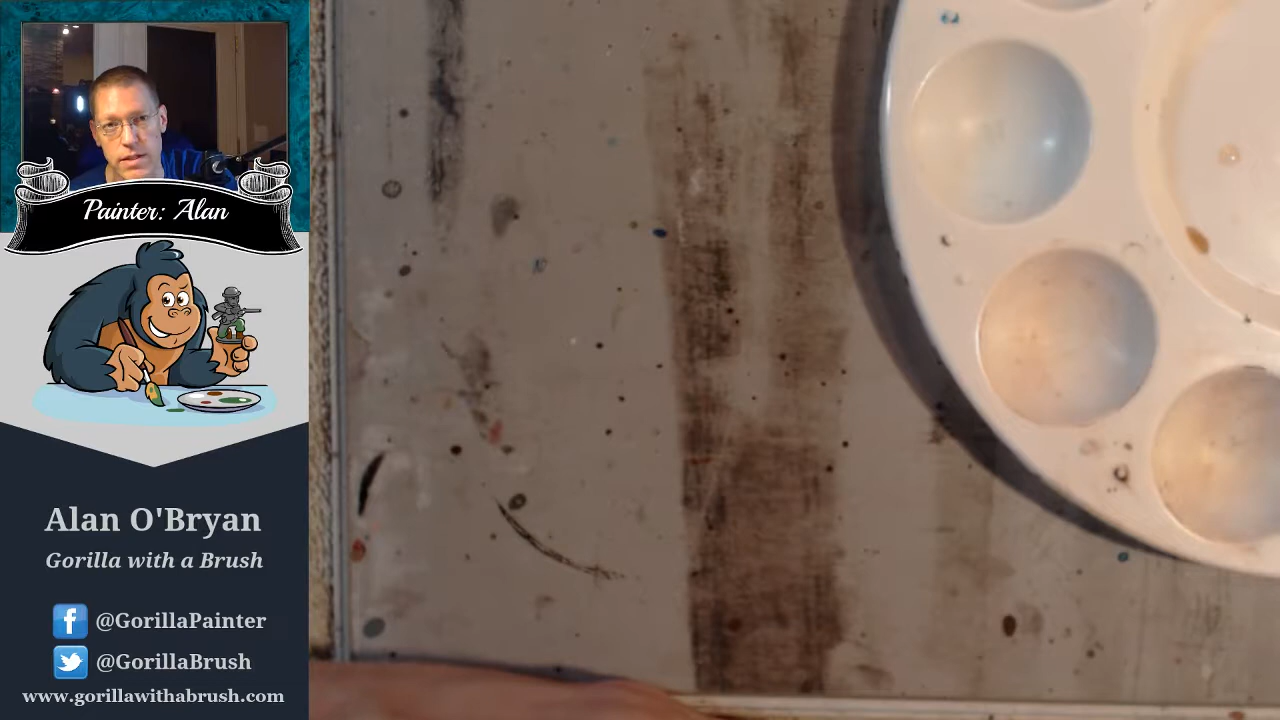 Painter: Alan
Alan O'Bryan
Gorilla with a Brush
@GorillaPainter
@GorillaBrush
www.gorillawithabrush.com